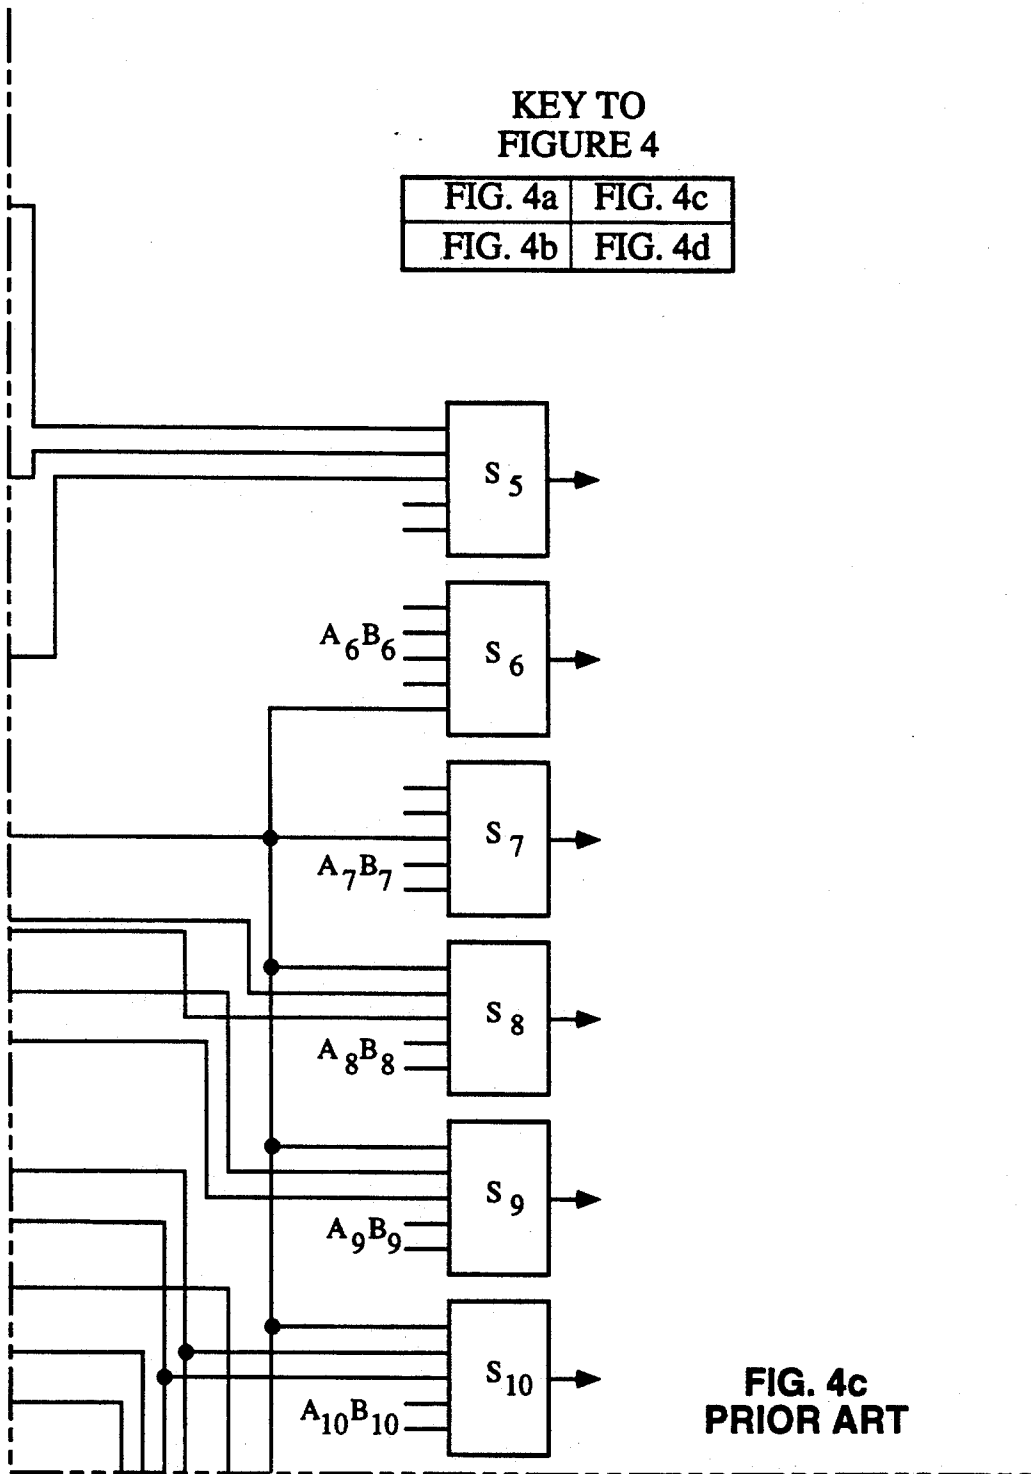 KEY TO
FIGURE 4
FIG. 4a FIG. 4c
FIG. 4b FIG. 4d
S5
A6B6 S6
S7
A7B7
S8
A8B8
S9
A9B9
S10
A10B10
FIG. 4c
PRIOR ART